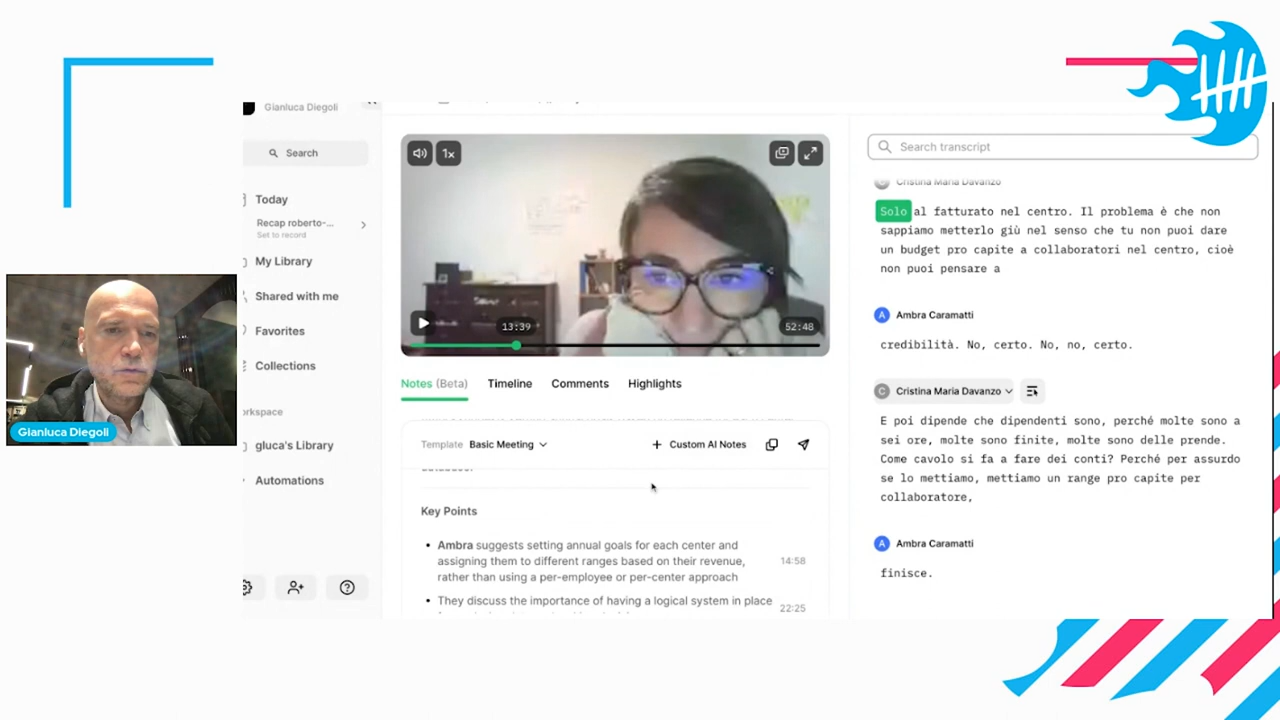 Gianluca Diegoli
Search
Today
Recap roberto-...
Set to record
My Library
Shared with me
Favorites
Collections
orkspace
gluca's Library
Automations
1x
13:39
52:48
Notes (Beta)
Timeline
Comments
Highlights
Template Basic Meeting
+ Custom AI Notes
Key Points
• Ambra suggests setting annual goals for each center and
assigning them to different ranges based on their revenue,
rather than using a per-employee or per-center approach
14:58
• They discuss the importance of having a logical system in place
22:25
Search transcript
Cristina Maria Davanzo
Solo al fatturato nel centro. Il problema è che non
sappiamo metterlo giù nel senso che tu non puoi dare
un budget pro capite a collaboratori nel centro, cioè
non puoi pensare a
A Ambra Caramatti
credibilità. No, certo. No, no, certo.
C Cristina Maria Davanzo
E poi dipende che dipendenti sono, perché molte sono a
sei ore, molte sono finite, molte sono delle prende.
Come cavolo si fa a fare dei conti? Perché per assurdo
se lo mettiamo, mettiamo un range pro capite per
collaboratore,
A Ambra Caramatti
finisce.
Gianluca Diegoli